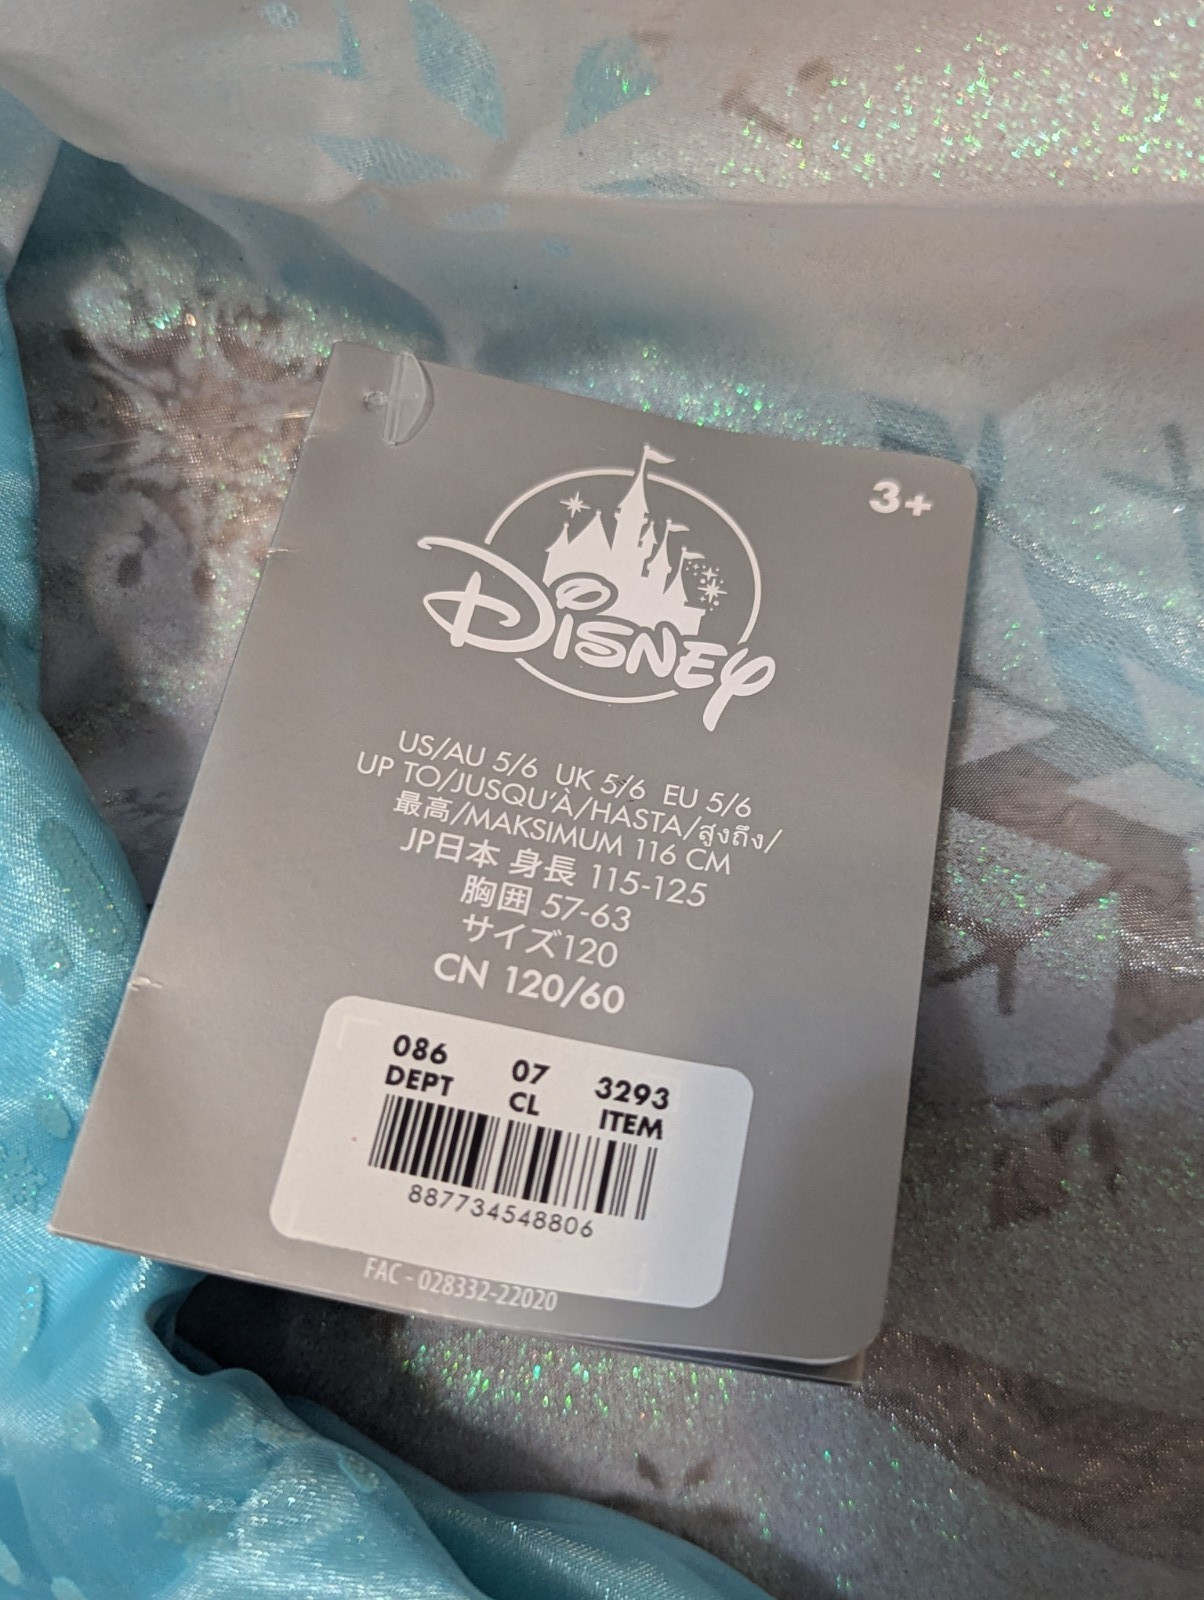 3+
Disney
US/AU 5/6 UK 5/6 EU 5/6
UP TO/JUSQU'À/HASTA/สูงถึง/
最高/MAKSIMUM 116 CM
JP日本 身長 115-125
胸囲 57-63
サイズ120
CN 120/60
086 07 3293
DEPT CL ITEM
887734548806
FAC - 028332-22020